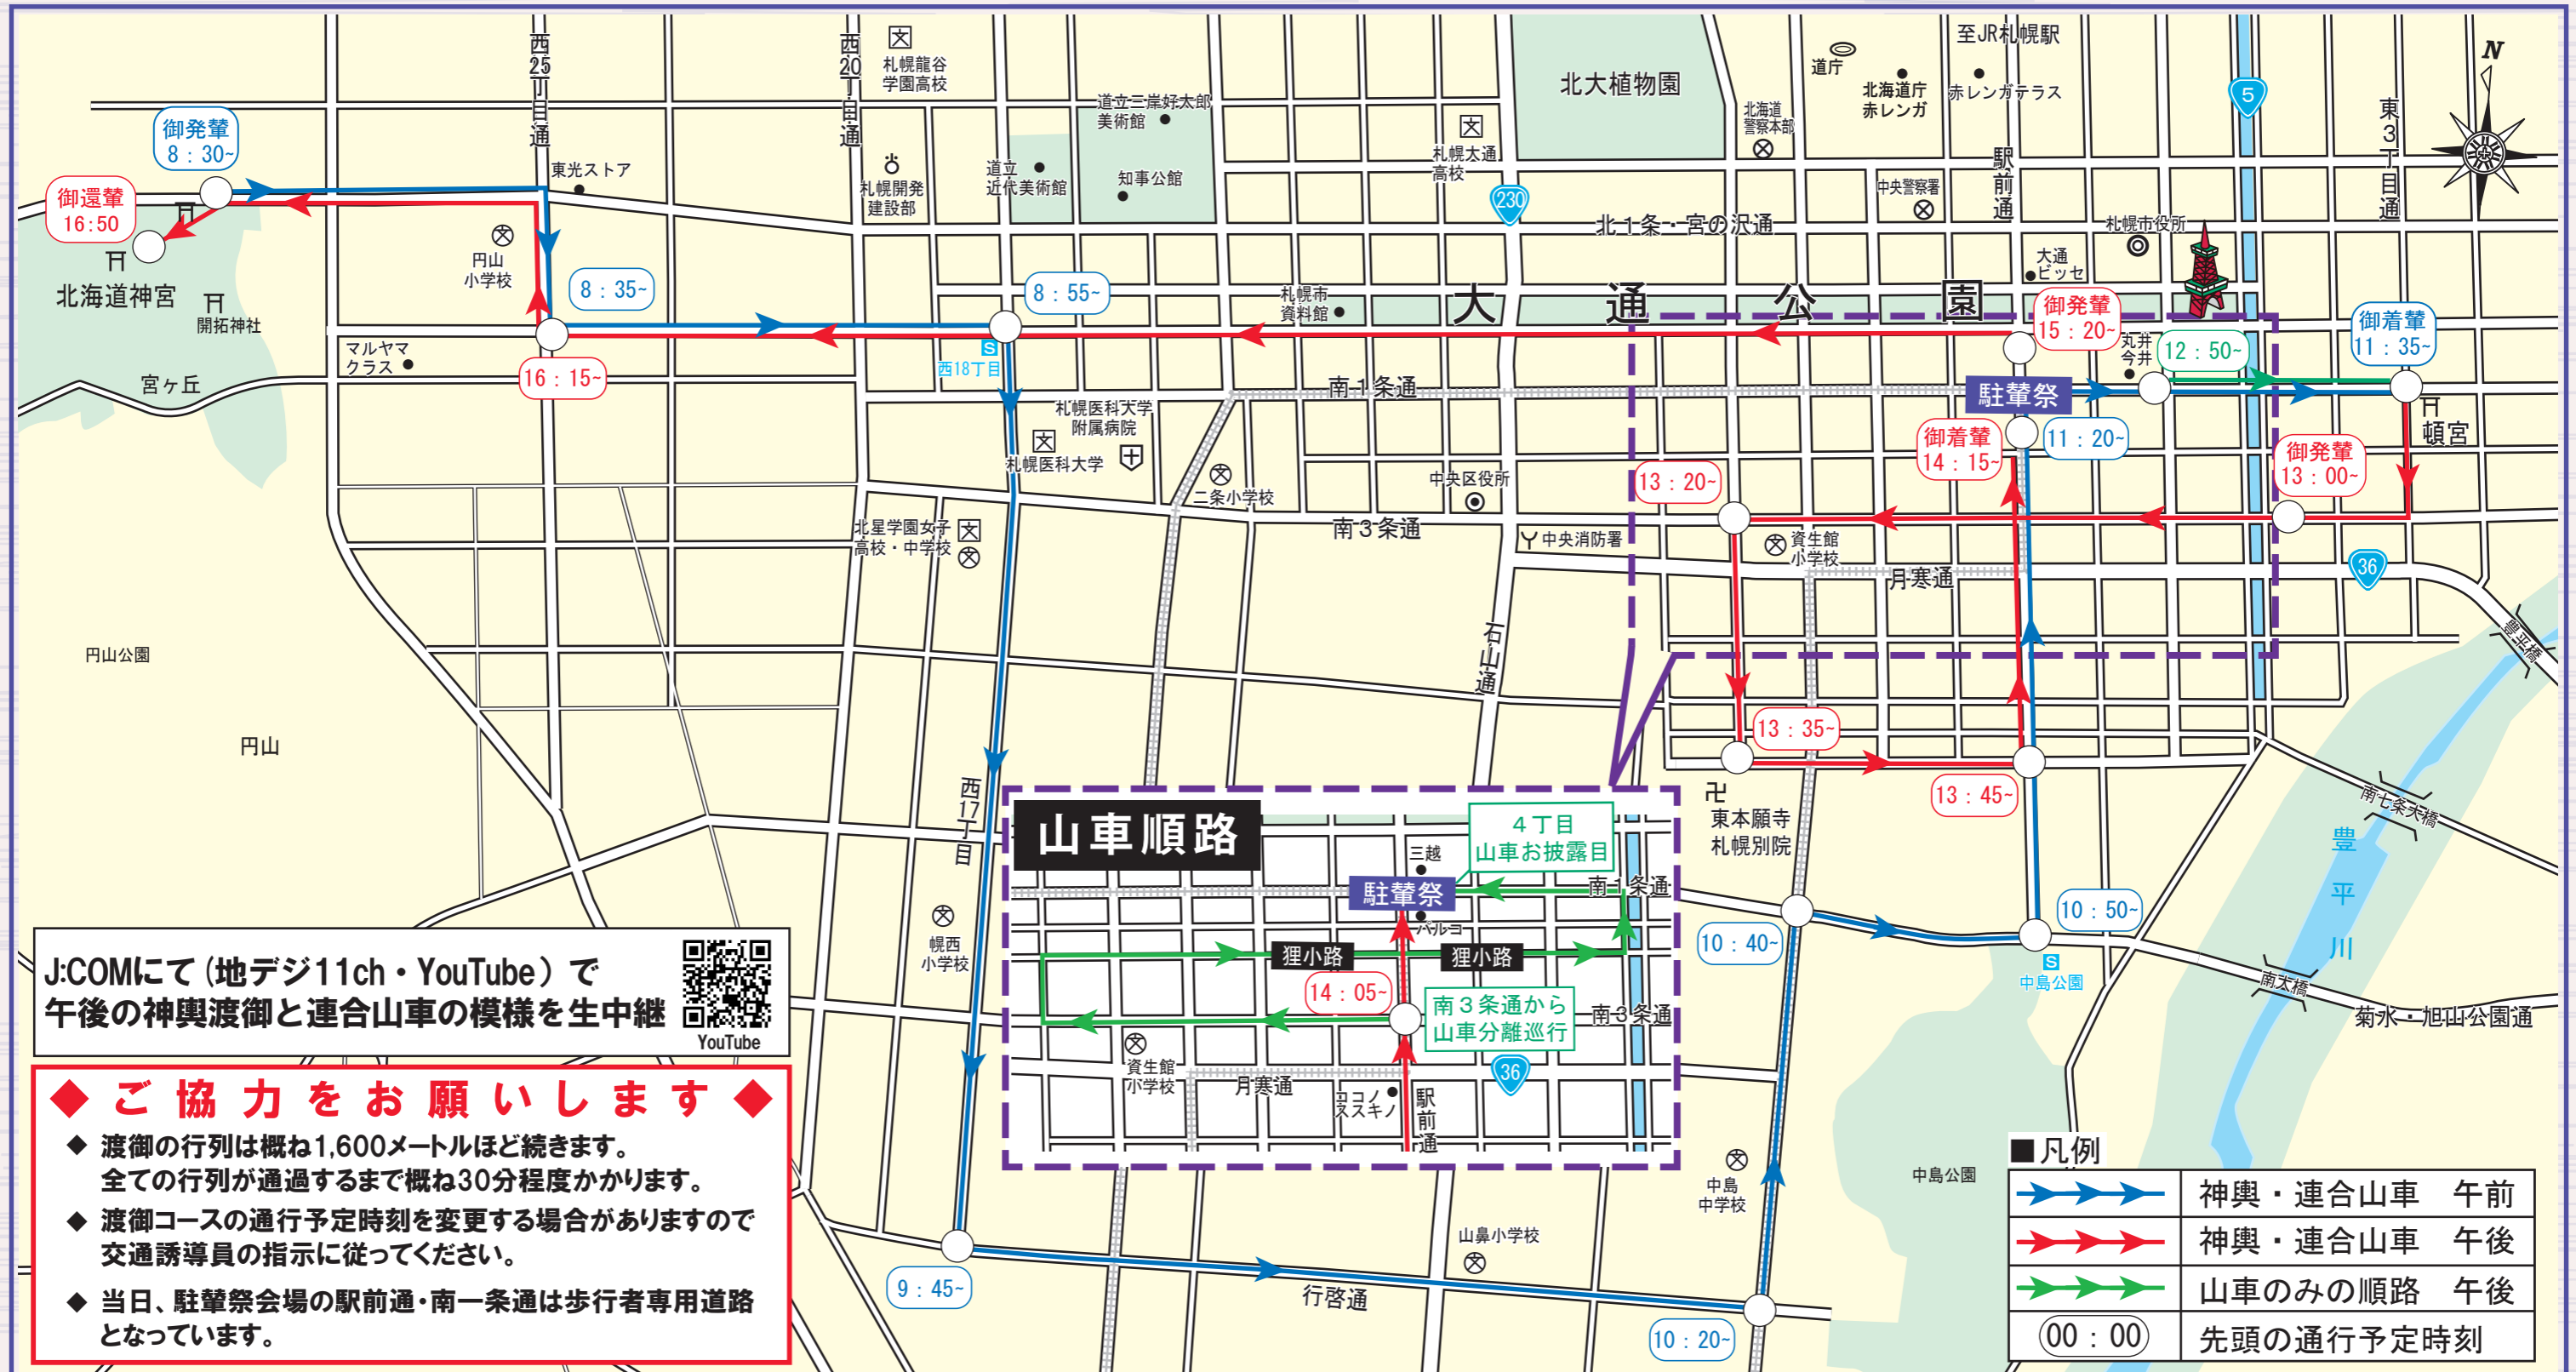 西25丁目通
西20丁目通
札幌龍谷
学園高校
道立三岸好太郎
美術館
北大植物園
道庁
北海道庁
赤レンガ
至JR札幌駅
赤レンガテラス
5
東3丁目通
N
御発輦
8：30~
御還輦
16:50
東光ストア
札幌開発
建設部
道立
近代美術館
知事公館
札幌大通
高校
230
北海道
警察本部
中央警察署
駅前通
札幌市役所
北1条・宮の沢通
大通
ビッセ
円山
小学校
北海道神宮
開拓神社
8：35~
8：55~
札幌市
資料館
大通公園
御発輦
15：20~
丸井
今井
12：50~
御着輦
11：35~
マルヤマ
クラス
宮ヶ丘
16：15~
S
西18丁目
南1条通
駐輦祭
頓宮
札幌医科大学
附属病院
札幌医科大学
二条小学校
中央区役所
13：20~
御着輦
14：15~
11：20~
御発輦
13：00~
北星学園女子
高校・中学校
南3条通
中央消防署
資生館
小学校
月寒通
36
豊平橋
石山通
円山公園
円山
西17丁目
13：35~
13：45~
東本願寺
札幌別院
南七条大橋
豊平川
10：40~
10：50~
S
中島公園
南大橋
菊水・旭山公園通
幌西
小学校
山車順路
4丁目
山車お披露目
三越
駐輦祭
南1条通
パルコ
狸小路
狸小路
14：05~
南3条通から
山車分離巡行
南3条通
資生館
小学校
月寒通
ココノ
ススキノ
駅前通
36
中島
中学校
中島公園
山鼻小学校
9：45~
行啓通
10：20~
J:COMにて(地デジ11ch・YouTube)で
午後の神輿渡御と連合山車の模様を生中継
YouTube
◆ご協力をお願いします◆
◆ 渡御の行列は概ね1,600メートルほど続きます。
全ての行列が通過するまで概ね30分程度かかります。
◆ 渡御コースの通行予定時刻を変更する場合がありますので
交通誘導員の指示に従ってください。
◆ 当日、駐輦祭会場の駅前通・南一条通は歩行者専用道路
となっています。
■凡例
神輿・連合山車 午前
神輿・連合山車 午後
山車のみの順路 午後
00：00 先頭の通行予定時刻